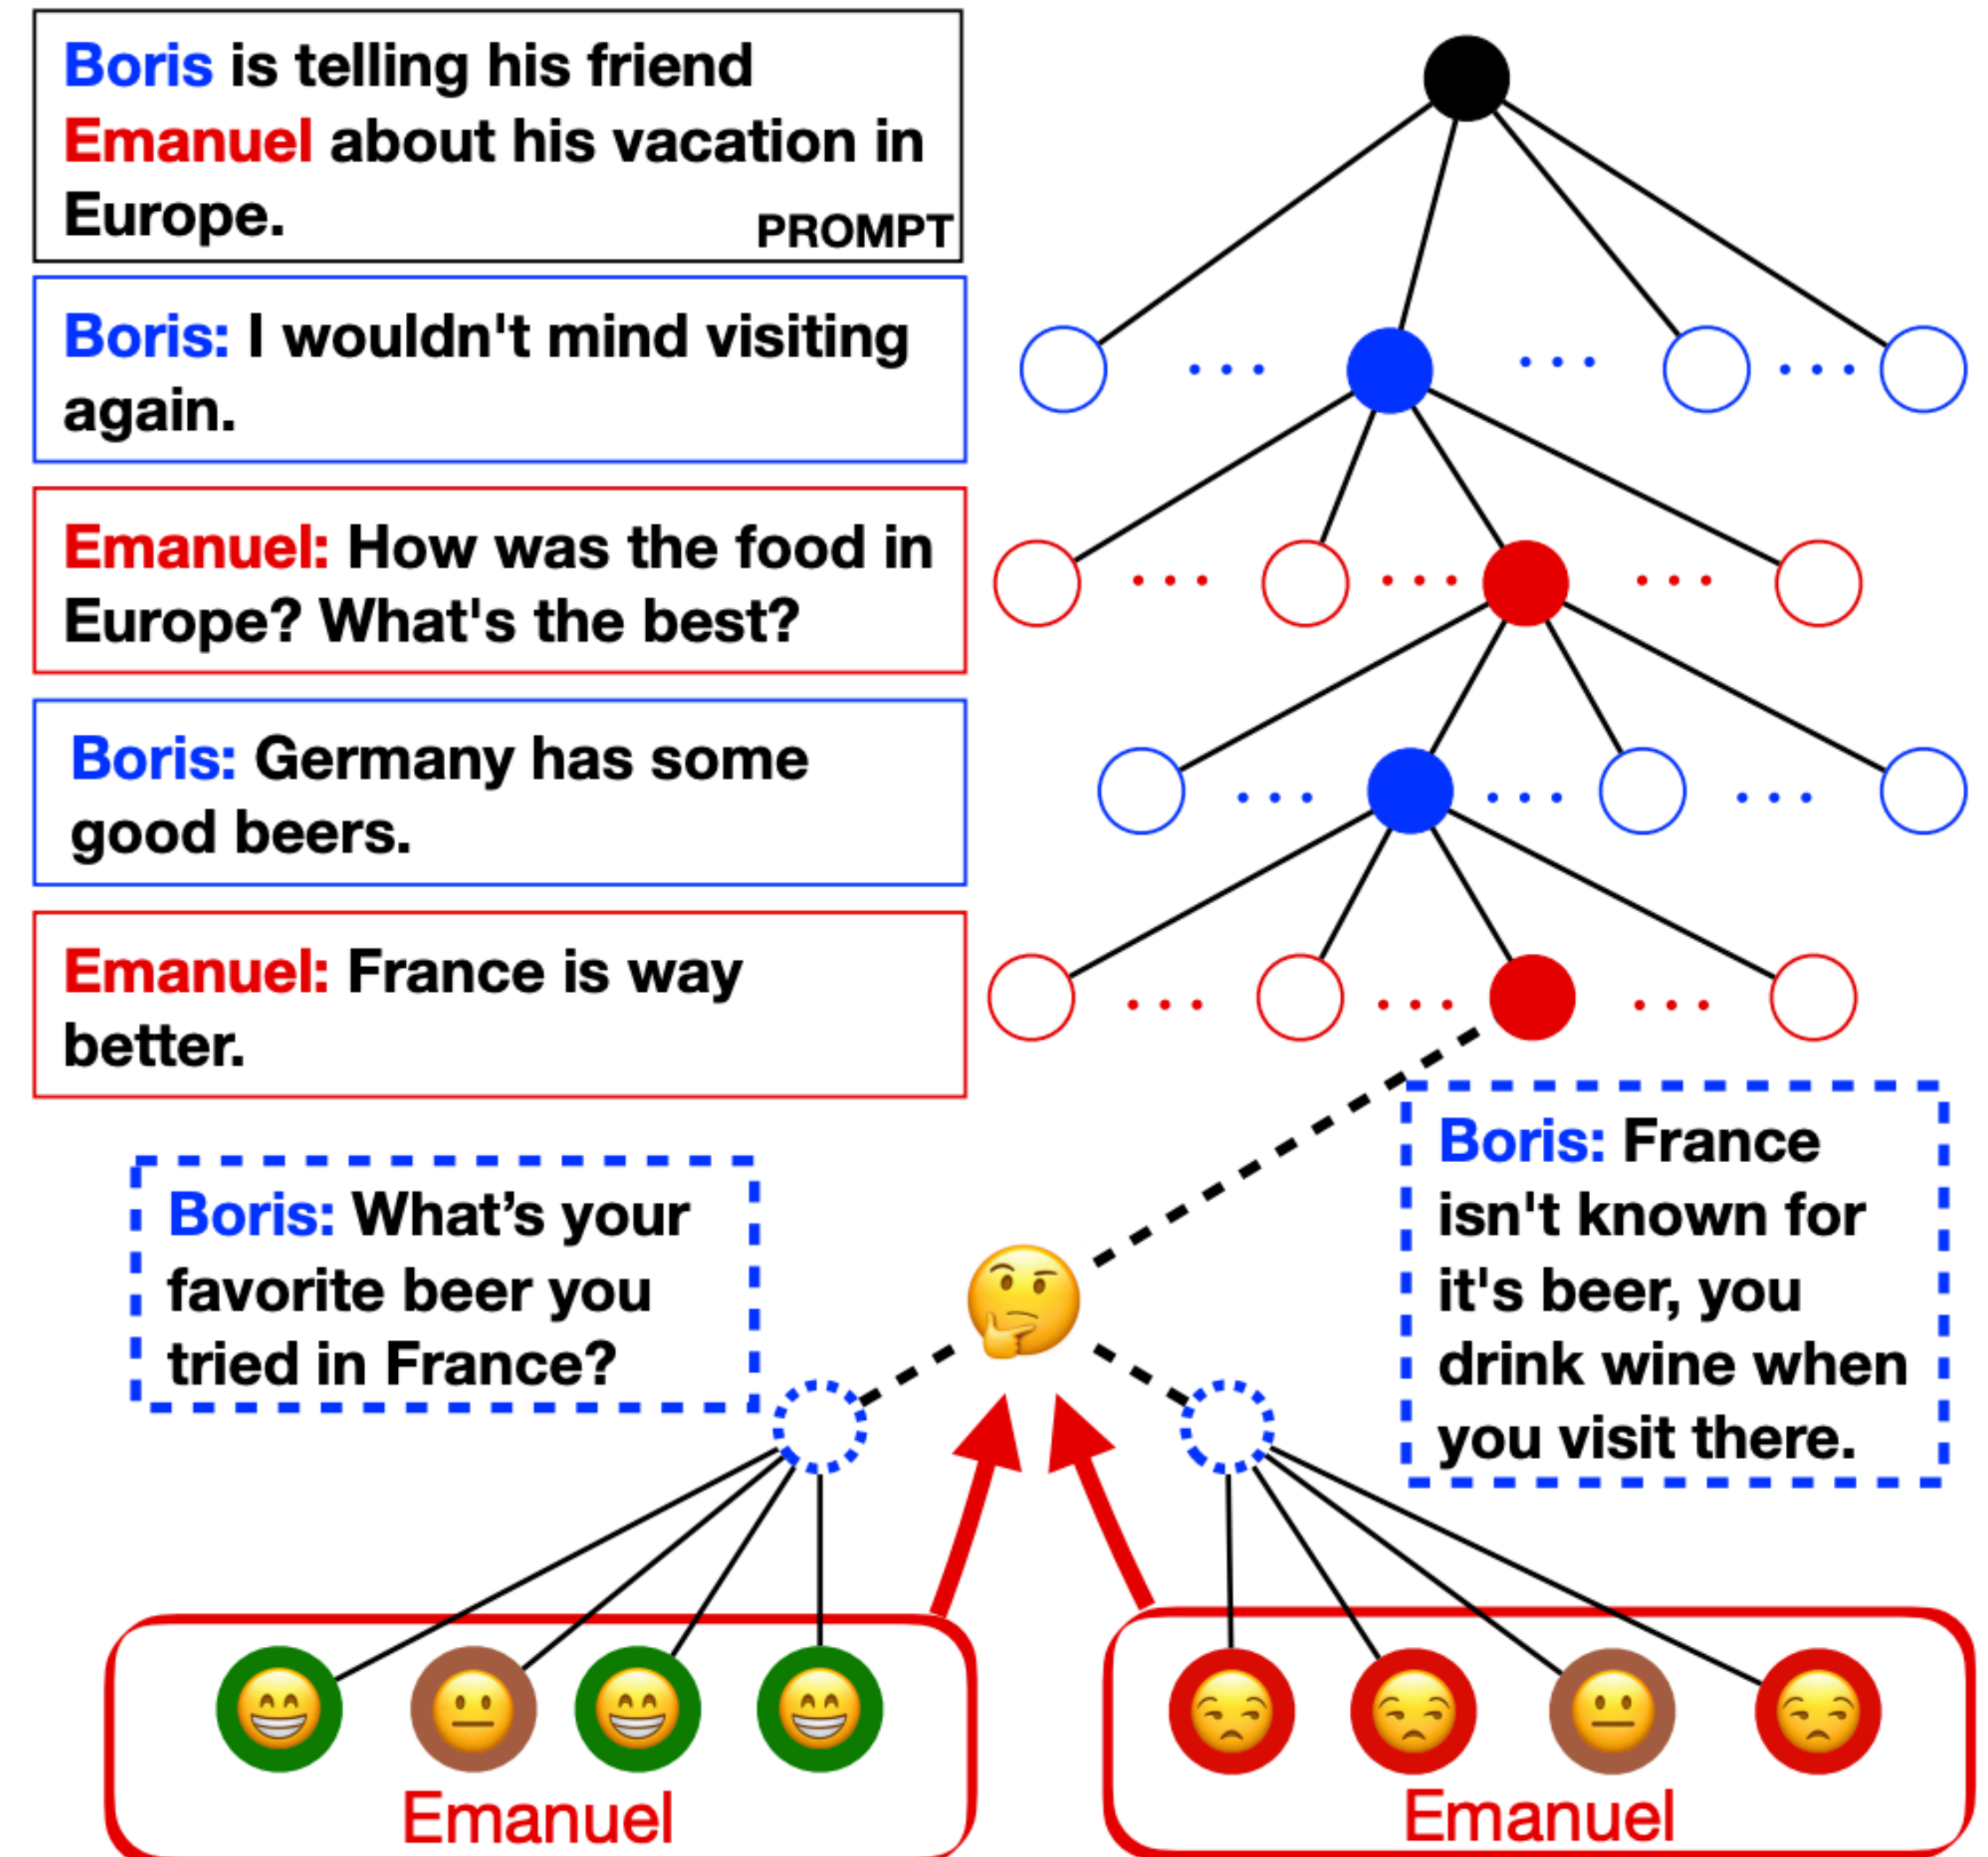 Boris is telling his friend
Emanuel about his vacation in
Europe.
PROMPT
Boris: I wouldn't mind visiting
again.
Emanuel: How was the food in
Europe? What's the best?
Boris: Germany has some
good beers.
Emanuel: France is way
better.
Boris: What’s your
favorite beer you
tried in France?
Boris: France
isn't known for
it's beer, you
drink wine when
you visit there.
Emanuel
Emanuel